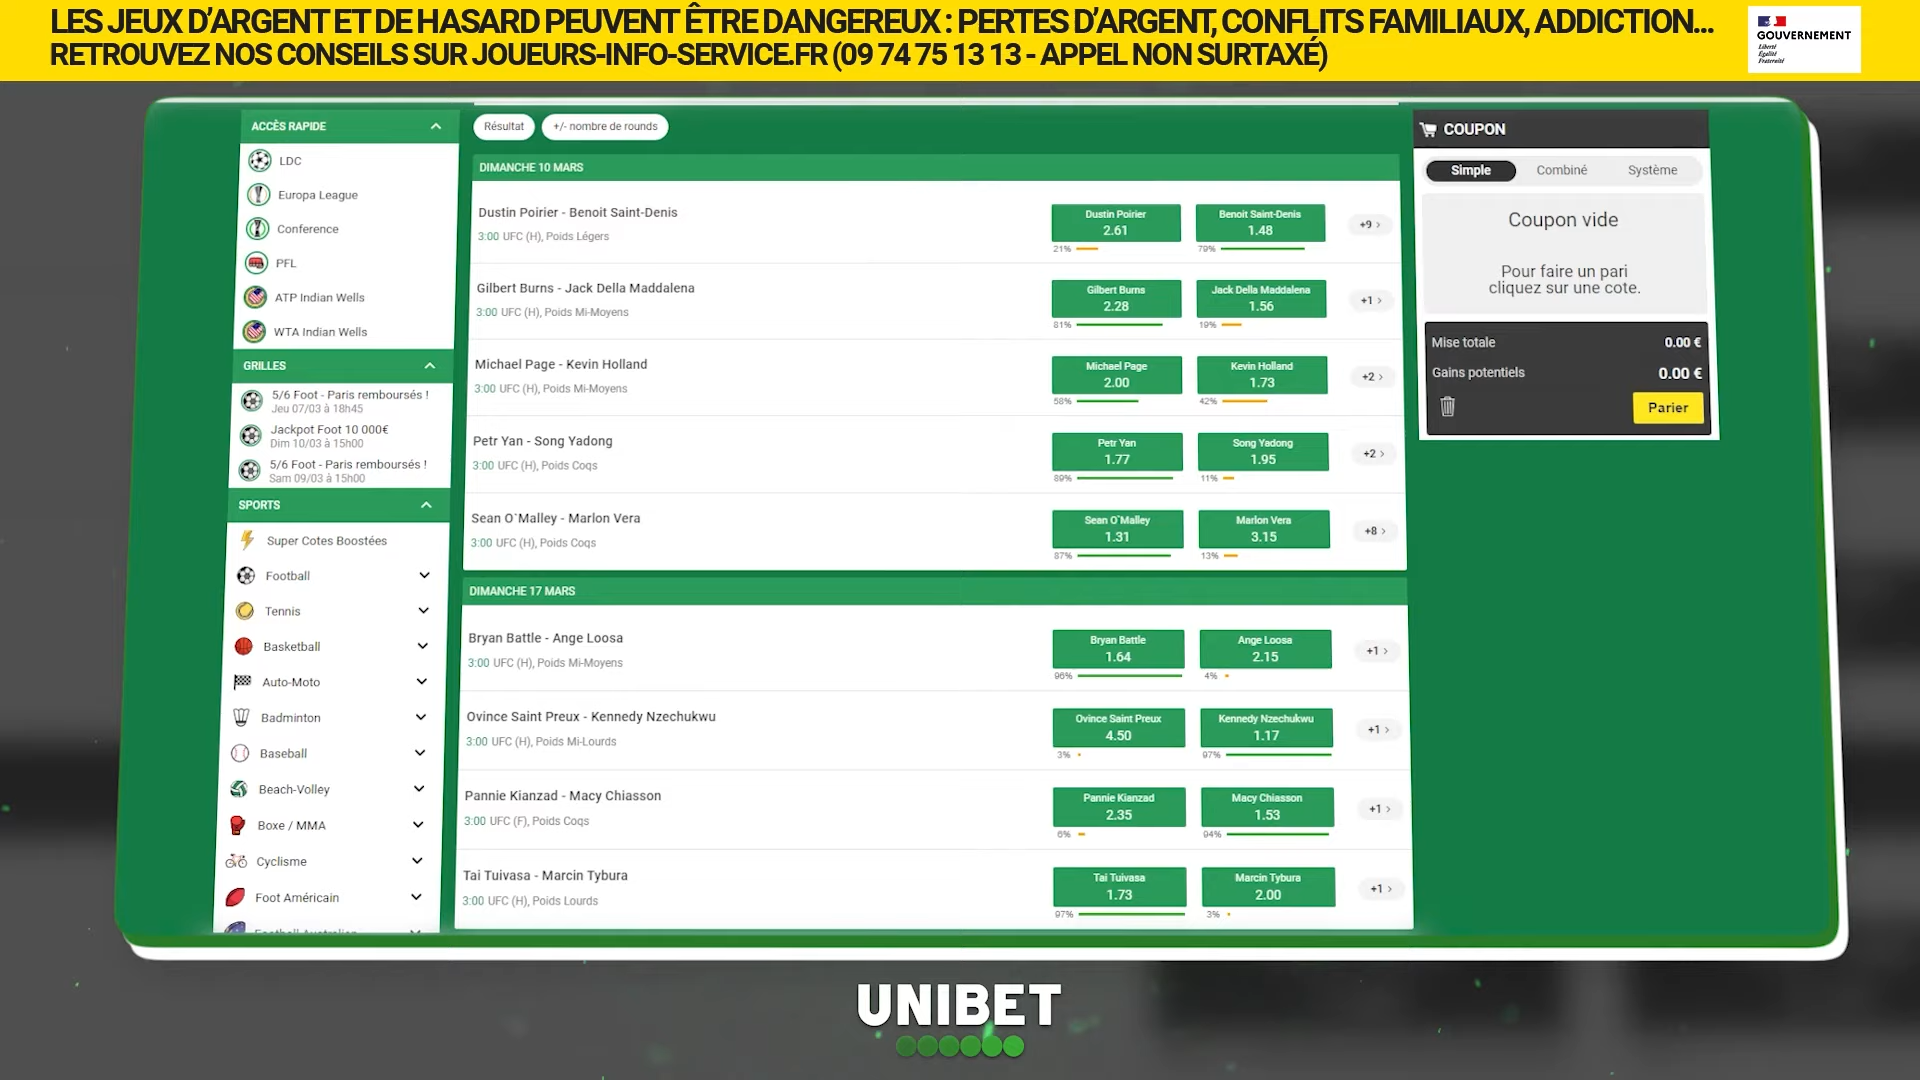 LES JEUX D’ARGENT ET DE HASARD PEUVENT ÊTRE DANGEREUX : PERTES D’ARGENT, CONFLITS FAMILIAUX, ADDICTION...
RETROUVEZ NOS CONSEILS SUR JOUEURS-INFO-SERVICE.FR (09 74 75 13 13 - APPEL NON SURTAXÉ)
GOUVERNEMENT
Liberté
Égalité
Fraternité
ACCÈS RAPIDE
LDC
Europa League
Conference
PFL
ATP Indian Wells
WTA Indian Wells
GRILLES
5/6 Foot - Paris remboursés !
Jeu 07/03 à 18h45
Jackpot Foot 10 000€
Dim 10/03 à 15h00
5/6 Foot - Paris remboursés !
Sam 09/03 à 15h00
SPORTS
Super Cotes Boostées
Football
Tennis
Basketball
Auto-Moto
Badminton
Baseball
Beach-Volley
Boxe / MMA
Cyclisme
Foot Américain
Football Australien
Résultat
+/- nombre de rounds
DIMANCHE 10 MARS
Dustin Poirier - Benoit Saint-Denis
3:00 UFC (H), Poids Légers
Dustin Poirier
2.61
21%
Benoit Saint-Denis
1.48
79%
+9 >
Gilbert Burns - Jack Della Maddalena
3:00 UFC (H), Poids Mi-Moyens
Gilbert Burns
2.28
81%
Jack Della Maddalena
1.56
19%
+1 >
Michael Page - Kevin Holland
3:00 UFC (H), Poids Mi-Moyens
Michael Page
2.00
58%
Kevin Holland
1.73
42%
+2 >
Petr Yan - Song Yadong
3:00 UFC (H), Poids Coqs
Petr Yan
1.77
89%
Song Yadong
1.95
11%
+2 >
Sean O`Malley - Marlon Vera
3:00 UFC (H), Poids Coqs
Sean O`Malley
1.31
87%
Marlon Vera
3.15
13%
+8 >
DIMANCHE 17 MARS
Bryan Battle - Ange Loosa
3:00 UFC (H), Poids Mi-Moyens
Bryan Battle
1.64
96%
Ange Loosa
2.15
4%
+1 >
Ovince Saint Preux - Kennedy Nzechukwu
3:00 UFC (H), Poids Mi-Lourds
Ovince Saint Preux
4.50
3%
Kennedy Nzechukwu
1.17
97%
+1 >
Pannie Kianzad - Macy Chiasson
3:00 UFC (F), Poids Coqs
Pannie Kianzad
2.35
6%
Macy Chiasson
1.53
94%
+1 >
Tai Tuivasa - Marcin Tybura
3:00 UFC (H), Poids Lourds
Tai Tuivasa
1.73
97%
Marcin Tybura
2.00
3%
+1 >
COUPON
Simple
Combiné
Système
Coupon vide
Pour faire un pari
cliquez sur une cote.
Mise totale
0.00 €
Gains potentiels
0.00 €
Parier
UNIBET